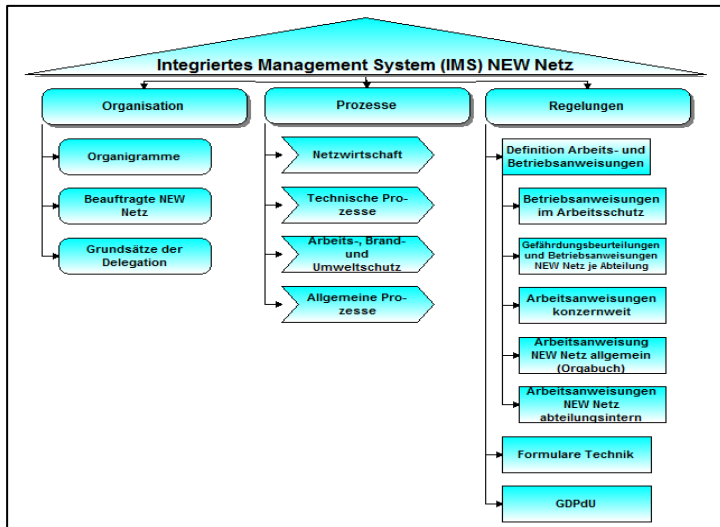 Integriertes Management System (IMS) NEW Netz
Organisation
Organigramme
Beauftragte NEW
Netz
Grundsätze der
Delegation
Prozesse
Netzwirtschaft
Technische Pro-
zesse
Arbeits-, Brand-
und
Umweltschutz
Allgemeine Pro-
zesse
Regelungen
Definition Arbeits- und
Betriebsanweisungen
Betriebsanweisungen
im Arbeitsschutz
Gefährdungsbeurteilungen
und Betriebsanweisungen
NEW Netz je Abteilung
Arbeitsanweisungen
konzernweit
Arbeitsanweisung
NEW Netz allgemein
(Orgabuch)
Arbeitsanweisungen
NEW Netz
abteilungsintern
Formulare Technik
GDPdU